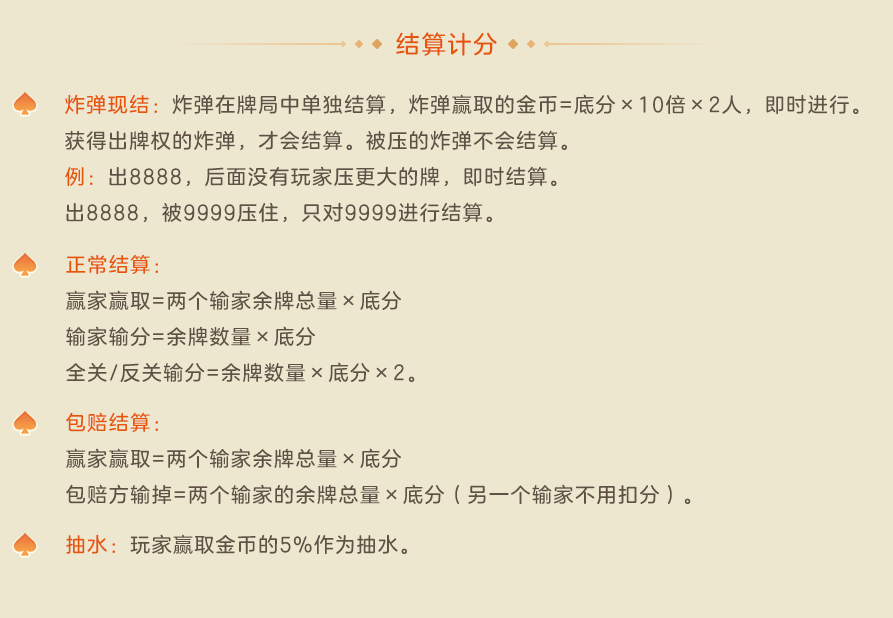 结算计分
炸弹现结：炸弹在牌局中单独结算，炸弹赢取的金币=底分×10倍×2人，即时进行。
获得出牌权的炸弹，才会结算。被压的炸弹不会结算。
例：出8888，后面没有玩家压更大的牌，即时结算。
出8888，被9999压住，只对9999进行结算。
正常结算：
赢家赢取=两个输家余牌总量×底分
输家输分=余牌数量×底分
全关/反关输分=余牌数量×底分×2。
包赔结算：
赢家赢取=两个输家余牌总量×底分
包赔方输掉=两个输家的余牌总量×底分（另一个输家不用扣分）。
抽水：玩家赢取金币的5%作为抽水。